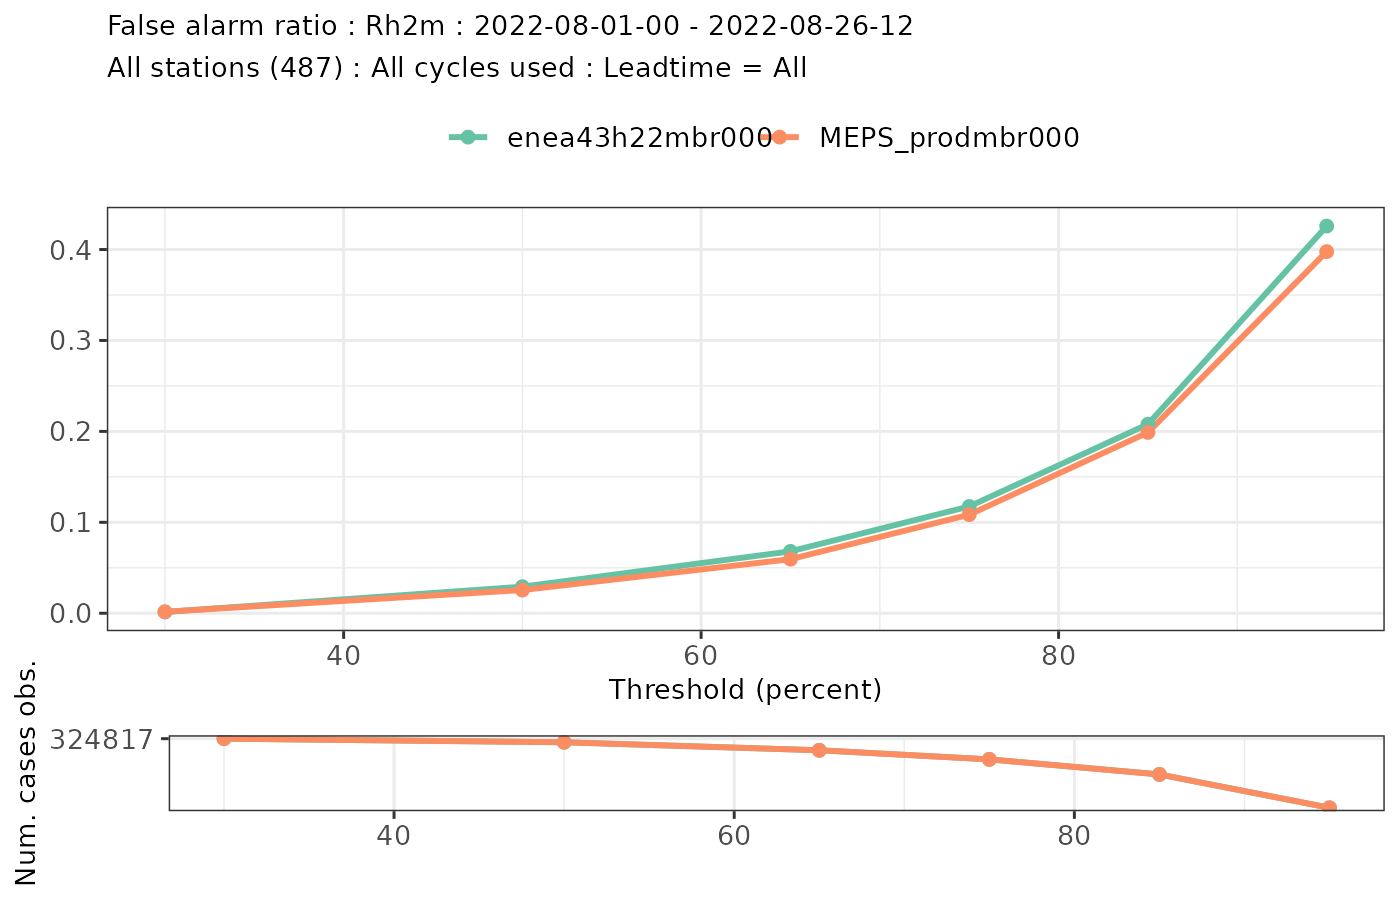 False alarm ratio : Rh2m : 2022-08-01-00 - 2022-08-26-12
All stations (487) : All cycles used : Leadtime = All
enea43h22mbr000 MEPS_prodmbr000
0.4
0.3
0.2
0.1
0.0
40 60 80
Threshold (percent)
Num. cases obs.
324817
40 60 80